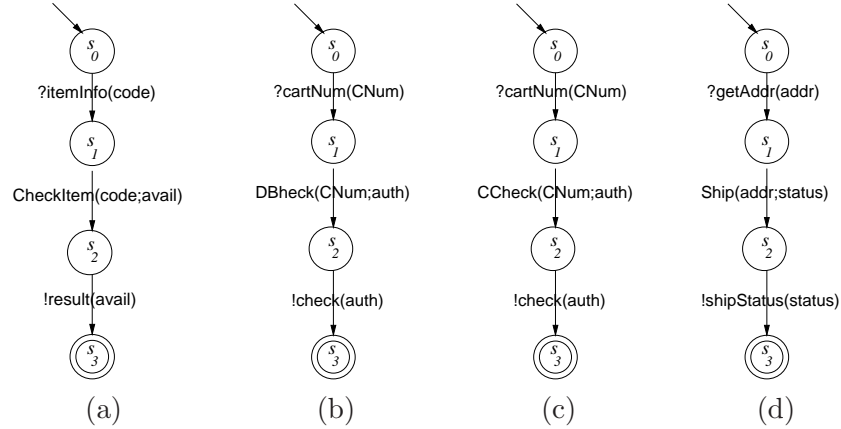 s0 s0 s0 s0
?itemInfo(code) ?cartNum(CNum) ?cartNum(CNum) ?getAddr(addr)
s1 s1 s1 s1
CheckItem(code;avail) DBheck(CNum;auth) CCheck(CNum;auth) Ship(addr;status)
s2 s2 s2 s2
!result(avail) !check(auth) !check(auth) !shipStatus(status)
s3 s3 s3 s3
(a) (b) (c) (d)